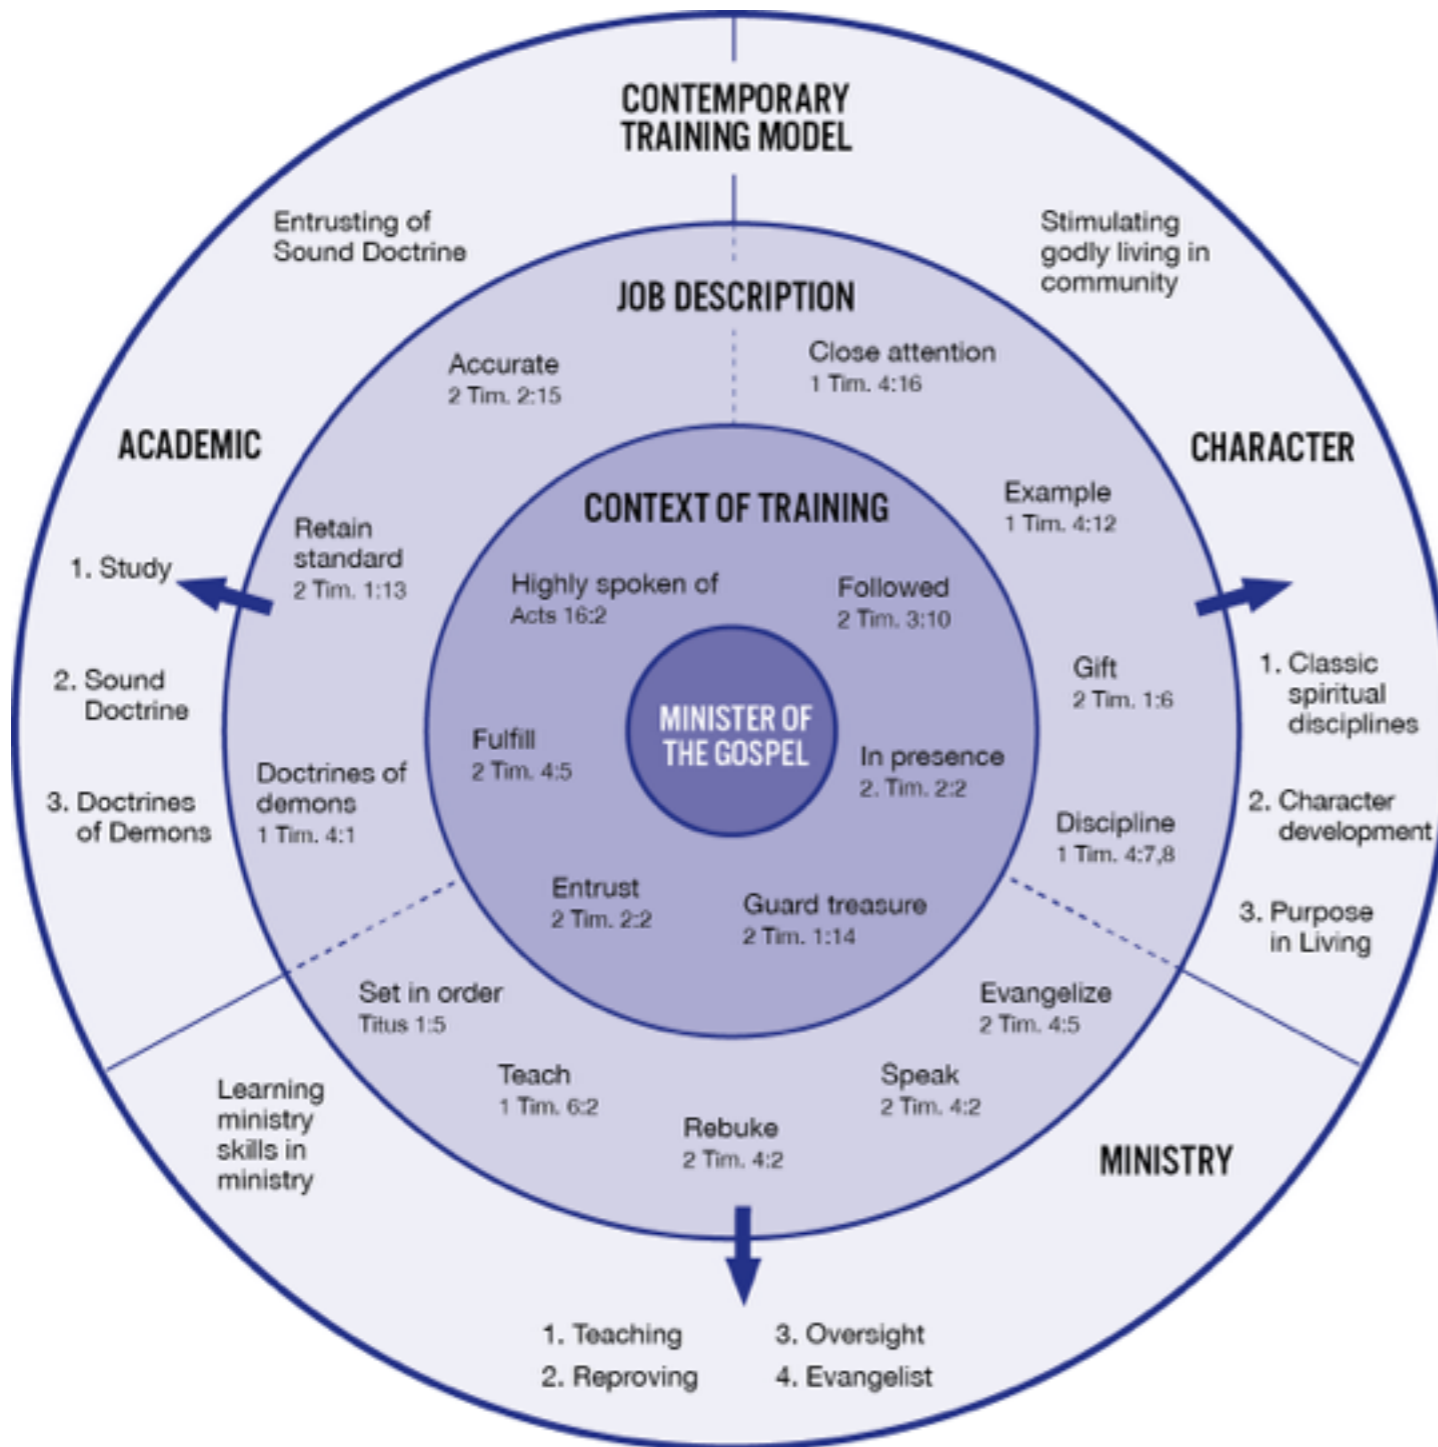 CONTEMPORARY
TRAINING MODEL
Entrusting of
Sound Doctrine
Stimulating
godly living in
community
JOB DESCRIPTION
Accurate
2 Tim. 2:15
Close attention
1 Tim. 4:16
ACADEMIC
CHARACTER
Retain
standard
2 Tim. 1:13
Example
1 Tim. 4:12
CONTEXT OF TRAINING
Highly spoken of
Acts 16:2
Followed
2 Tim. 3:10
1. Study
2. Sound
Doctrine
3. Doctrines
of Demons
Doctrines of
demons
1 Tim. 4:1
Fulfill
2 Tim. 4:5
MINISTER OF
THE GOSPEL
In presence
2. Tim. 2:2
Gift
2 Tim. 1:6
Discipline
1 Tim. 4:7,8
1. Classic
spiritual
disciplines
2. Character
development
3. Purpose
in Living
Entrust
2 Tim. 2:2
Guard treasure
2 Tim. 1:14
Set in order
Titus 1:5
Evangelize
2 Tim. 4:5
Teach
1 Tim. 6:2
Speak
2 Tim. 4:2
Rebuke
2 Tim. 4:2
Learning
ministry
skills in
ministry
MINISTRY
1. Teaching
2. Reproving
3. Oversight
4. Evangelist